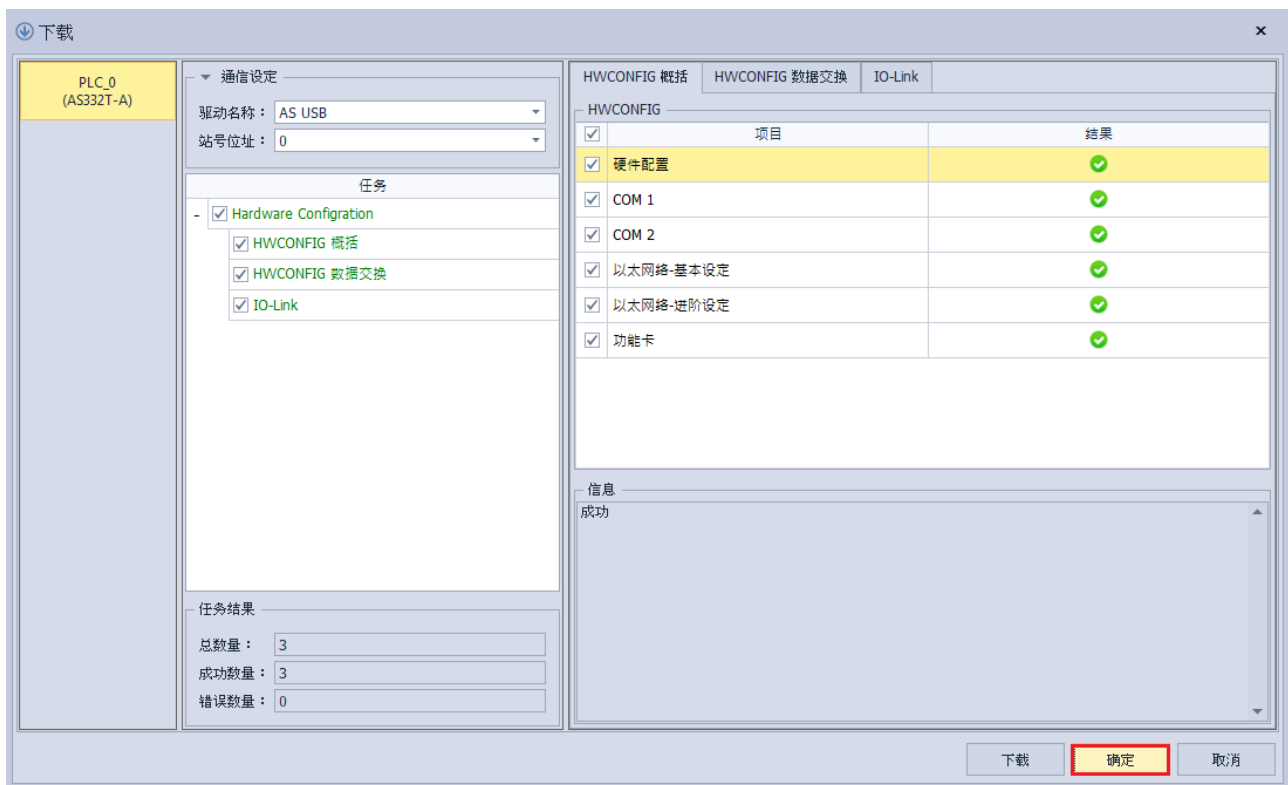 下载
PLC_0
(AS332T-A)
通信设定
驱动名称： AS USB
站号位址： 0
任务
Hardware Configration
HWCONFIG 概括
HWCONFIG 数据交换
IO-Link
任务结果
总数量： 3
成功数量： 3
错误数量： 0
HWCONFIG 概括 HWCONFIG 数据交换 IO-Link
HWCONFIG
项目 结果
硬件配置
COM 1
COM 2
以太网络-基本设定
以太网络-进阶设定
功能卡
信息
成功
下载 确定 取消